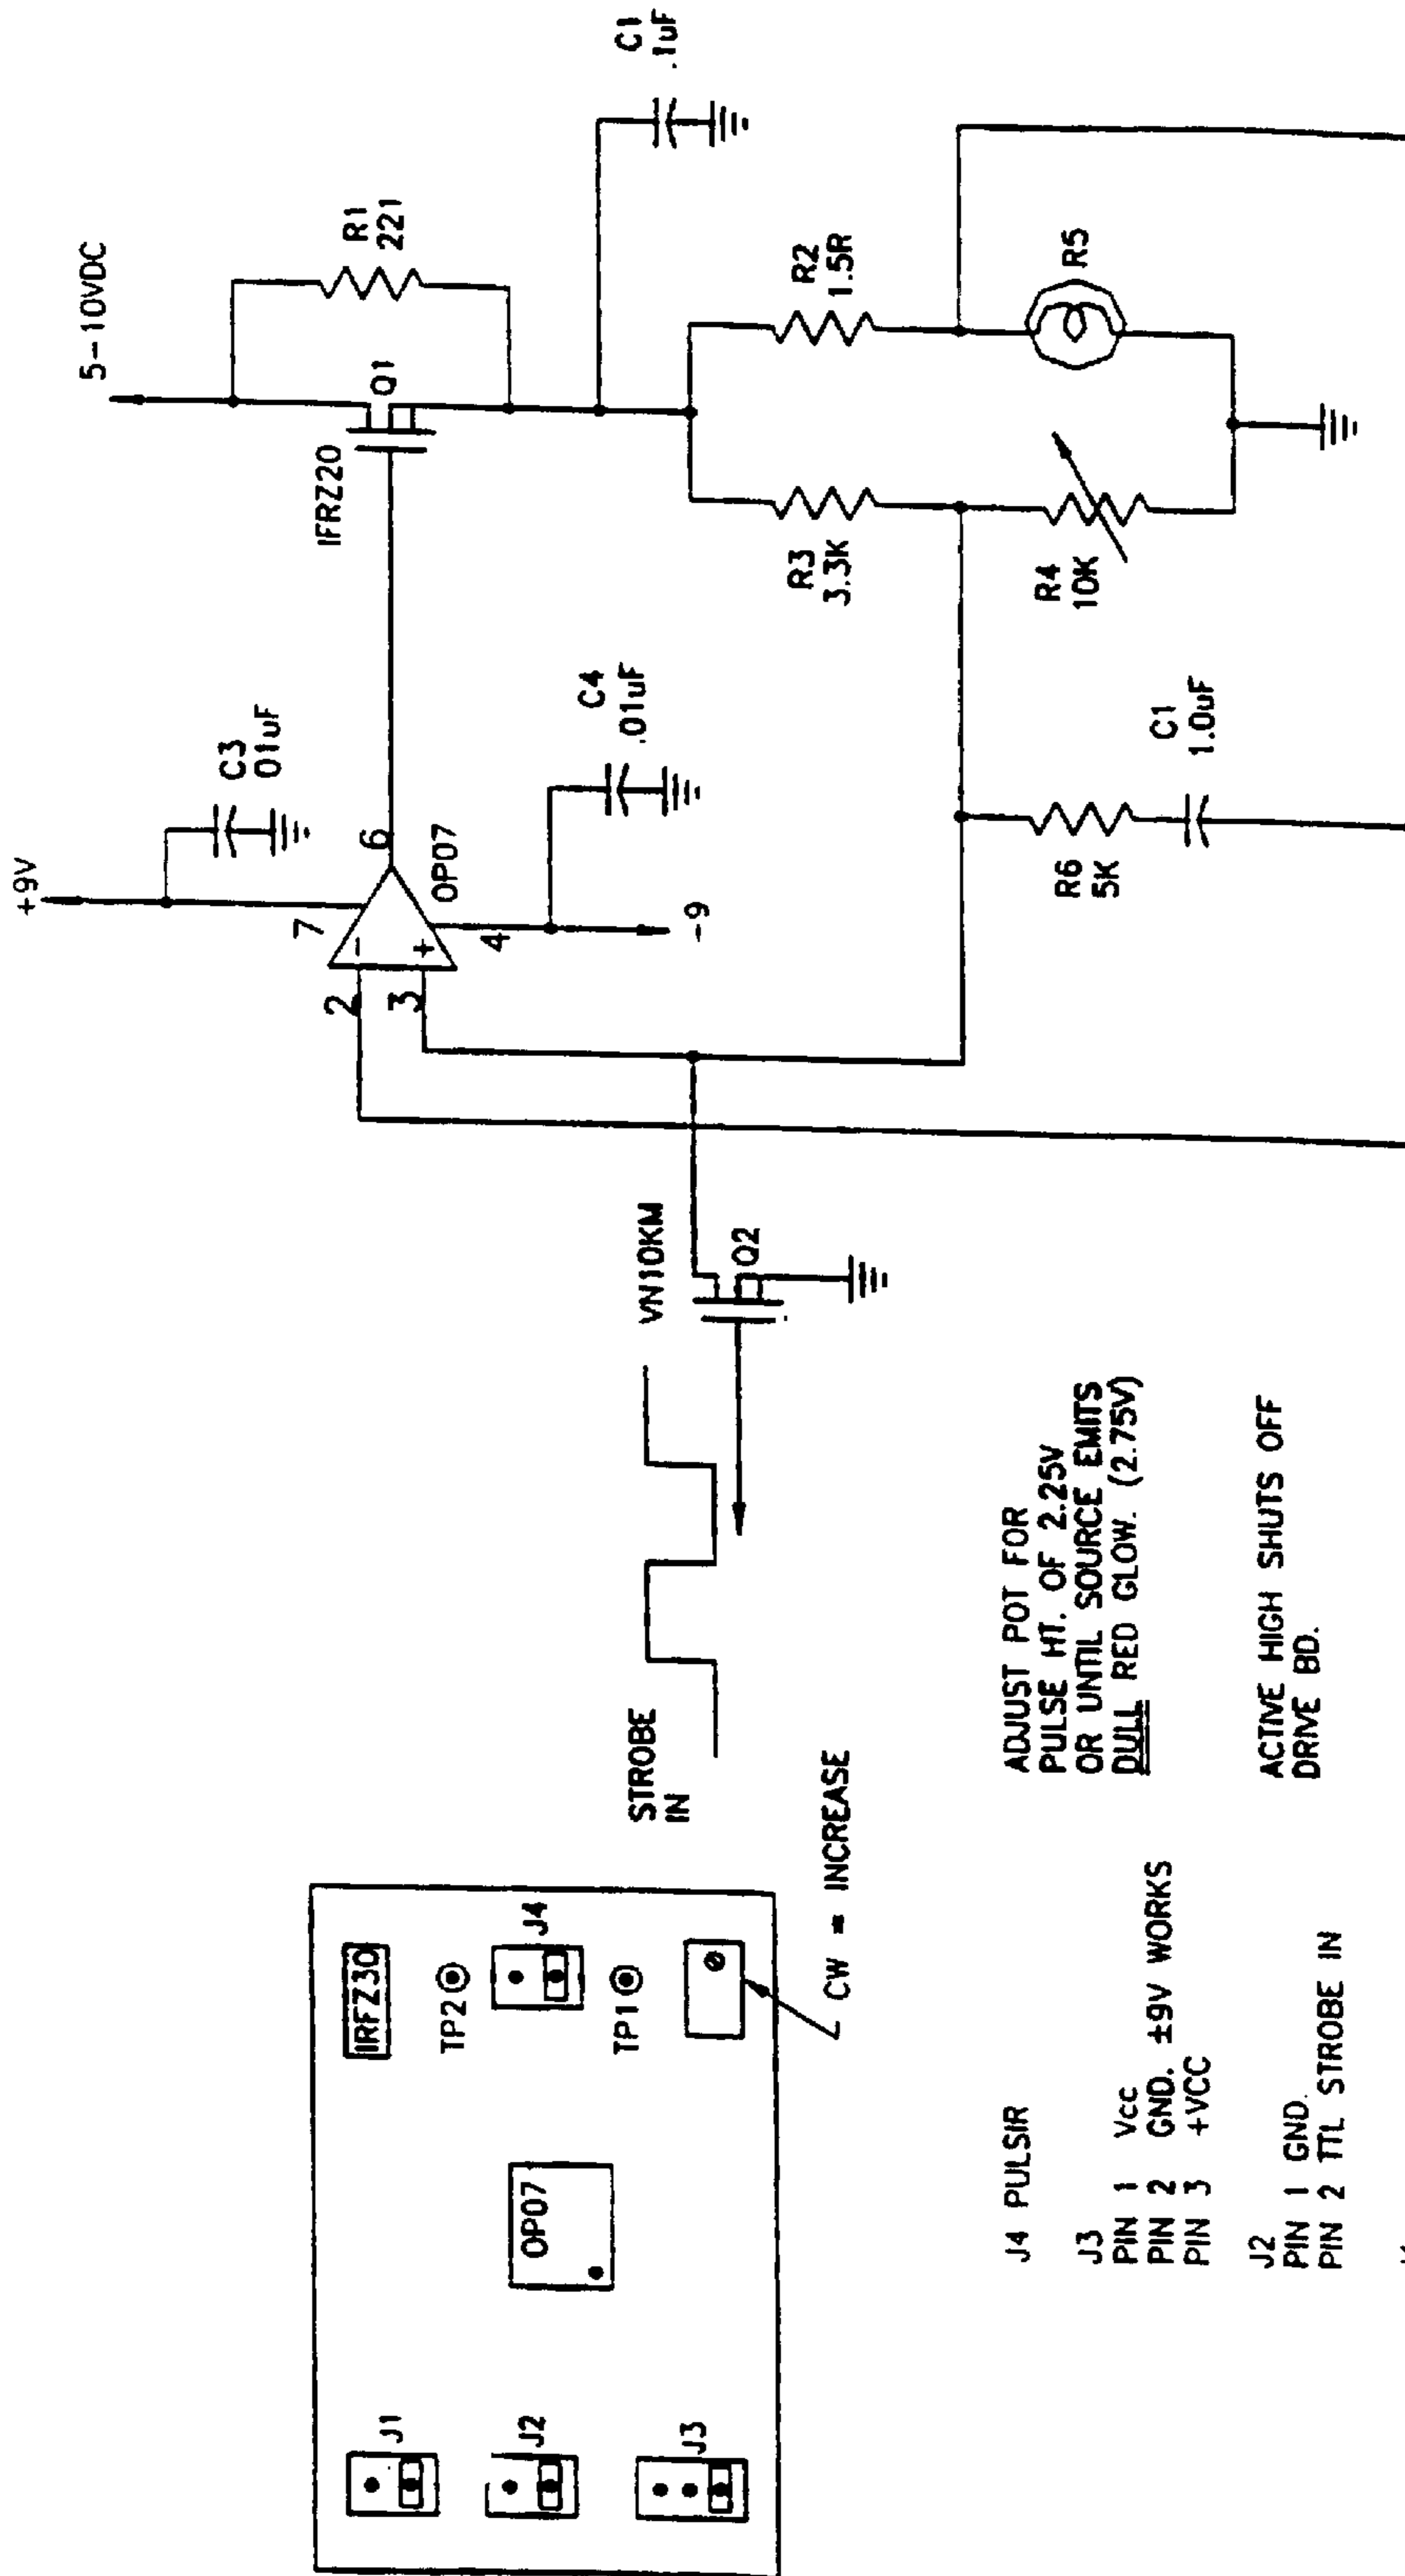 5-10VDC
+9V
C3
.01uF
7
6
2
-
3
+
4
OP07
-9
C4
.01uF
IFRZ20
Q1
R1
221
C1
.1uF
R3
3.3K
R2
1.5R
R4
10K
R5
R6
5K
C1
1.0uF
STROBE
IN
VN10KM
Q2
J1
J2
J3
OP07
IRFZ30
TP2
J4
TP1
CW = INCREASE
J4 PULSIR
J3
PIN 1 Vcc
PIN 2 GND. ±9V WORKS
PIN 3 +VCC
J2
PIN 1 GND.
PIN 2 TTL STROBE IN
ADJUST POT FOR
PULSE HT. OF 2.25V
OR UNTIL SOURCE EMITS
DULL RED GLOW. (2.75V)
ACTIVE HIGH SHUTS OFF
DRIVE BD.